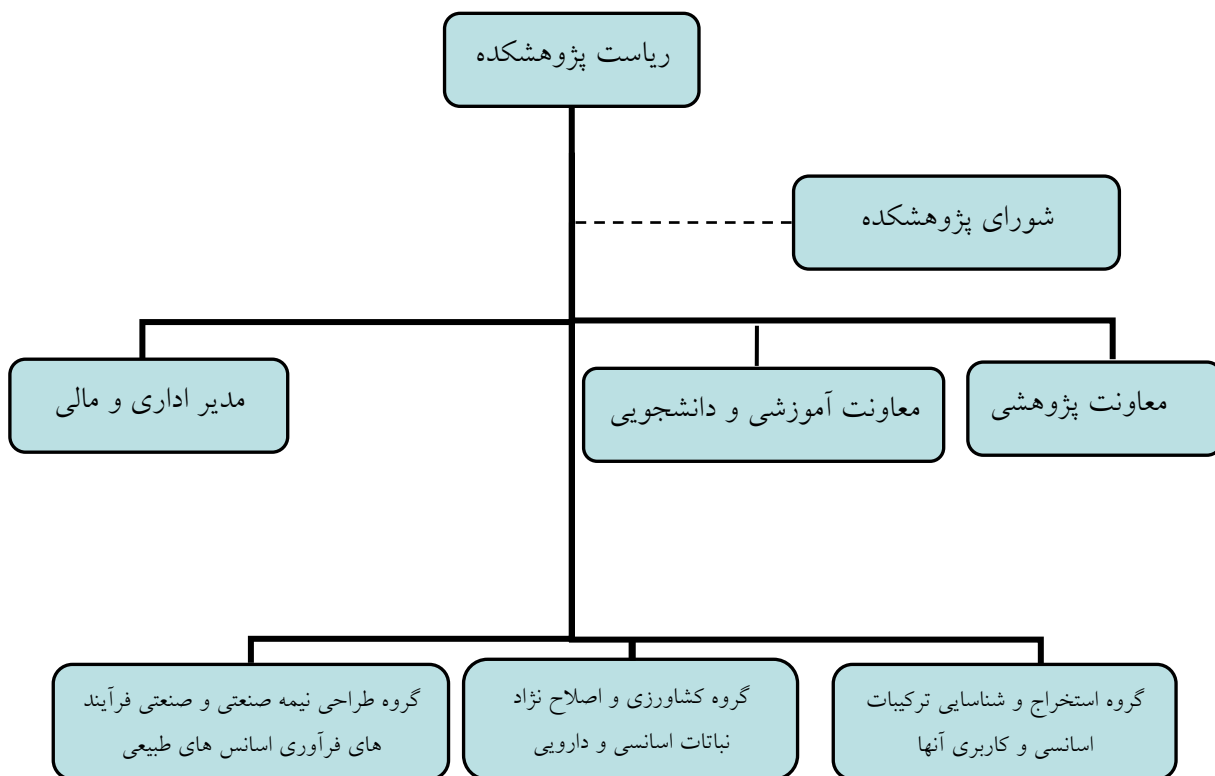 ریاست پژوهشکده
شورای پژوهشکده
معاونت پژوهشی
معاونت آموزشی و دانشجویی
مدیر اداری و مالی
گروه استخراج و شناسایی ترکیبات
اسانسی و کاربری آنها
گروه کشاورزی و اصلاح نژاد
نباتات اسانسی و دارویی
گروه طراحی نیمه صنعتی و صنعتی فرآیند
های فرآوری اسانس های طبیعی